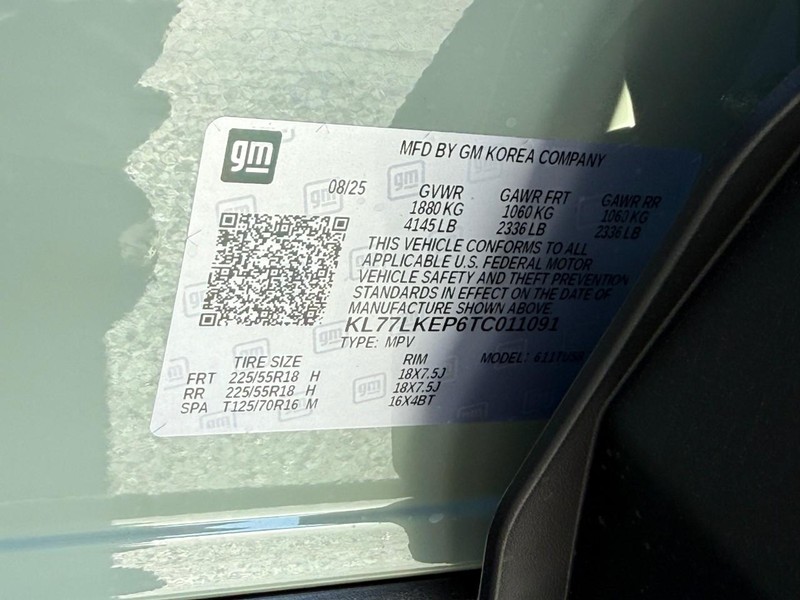 gm
MFD BY GM KOREA COMPANY
08/25
GVWR GAWR FRT GAWR RR
1880 KG 1060 KG 1060 KG
4145 LB 2336 LB 2336 LB
THIS VEHICLE CONFORMS TO ALL
APPLICABLE U.S. FEDERAL MOTOR
VEHICLE SAFETY AND THEFT PREVENTION
STANDARDS IN EFFECT ON THE DATE OF
MANUFACTURE SHOWN ABOVE.
KL77LKEP6TC011091
TYPE: MPV
TIRE SIZE RIM MODEL:
FRT 225/55R18 H 18X7.5J
RR 225/55R18 H 18X7.5J
SPA T125/70R16 M 16X4BT